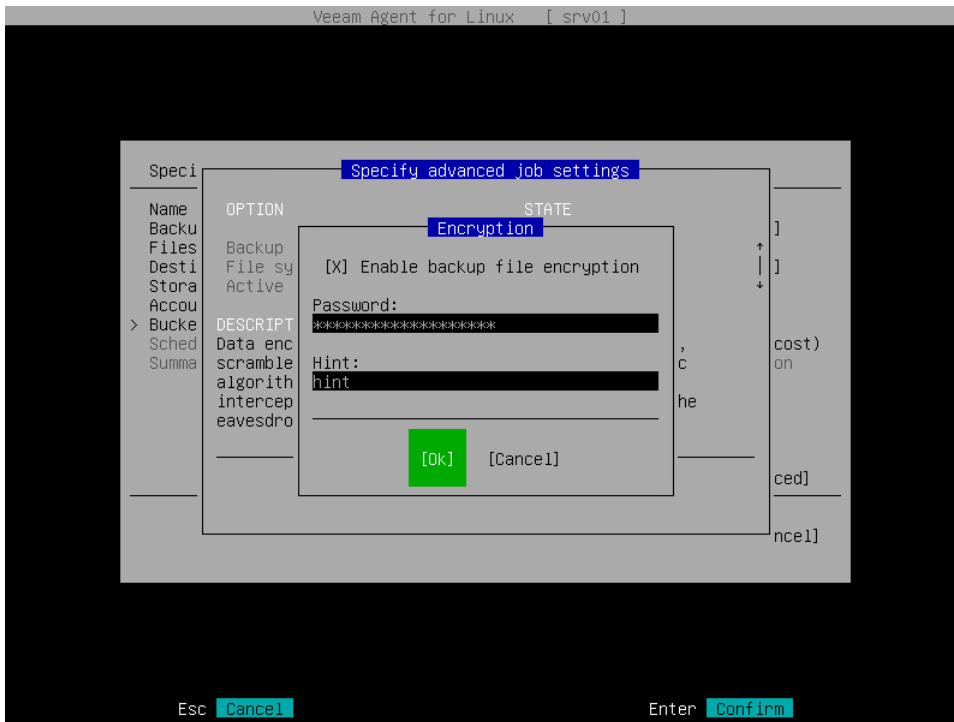 Veeam Agent for Linux [ srv01 ]
Speci
Specify advanced job settings
Name
OPTION
STATE
Backu
Encryption
]
Files
Backup
[X] Enable backup file encryption
Desti
File sy
]
Stora
Active
Accou
Password:
> Bucke
DESCRIPT
********************
Sched
Data enc
,
cost)
Summa
scramble
Hint:
c
on
algorith
hint
intercep
he
eavesdro
[Ok]
[Cancel]
ced]
ncel]
Esc Cancel
Enter Confirm